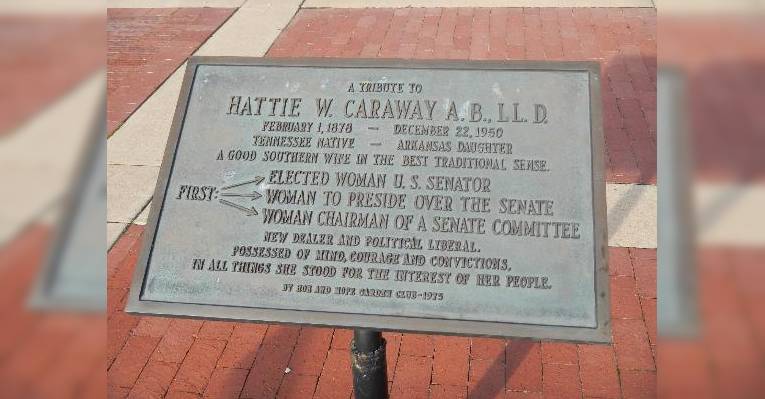 A TRIBUTE TO
HATTIE W. CARAWAY A.B., LL.D.
FEBRUARY 1, 1878 — DECEMBER 22, 1950
TENNESSEE NATIVE — ARKANSAS DAUGHTER
A GOOD SOUTHERN WIFE IN THE BEST TRADITIONAL SENSE.
ELECTED WOMAN U. S. SENATOR
FIRST: WOMAN TO PRESIDE OVER THE SENATE
WOMAN CHAIRMAN OF A SENATE COMMITTEE
NEW DEALER AND POLITICAL LIBERAL.
POSSESSED OF MIND, COURAGE AND CONVICTIONS,
IN ALL THINGS SHE STOOD FOR THE INTEREST OF HER PEOPLE.
BY HOE AND HOPE GARDEN CLUB-1975